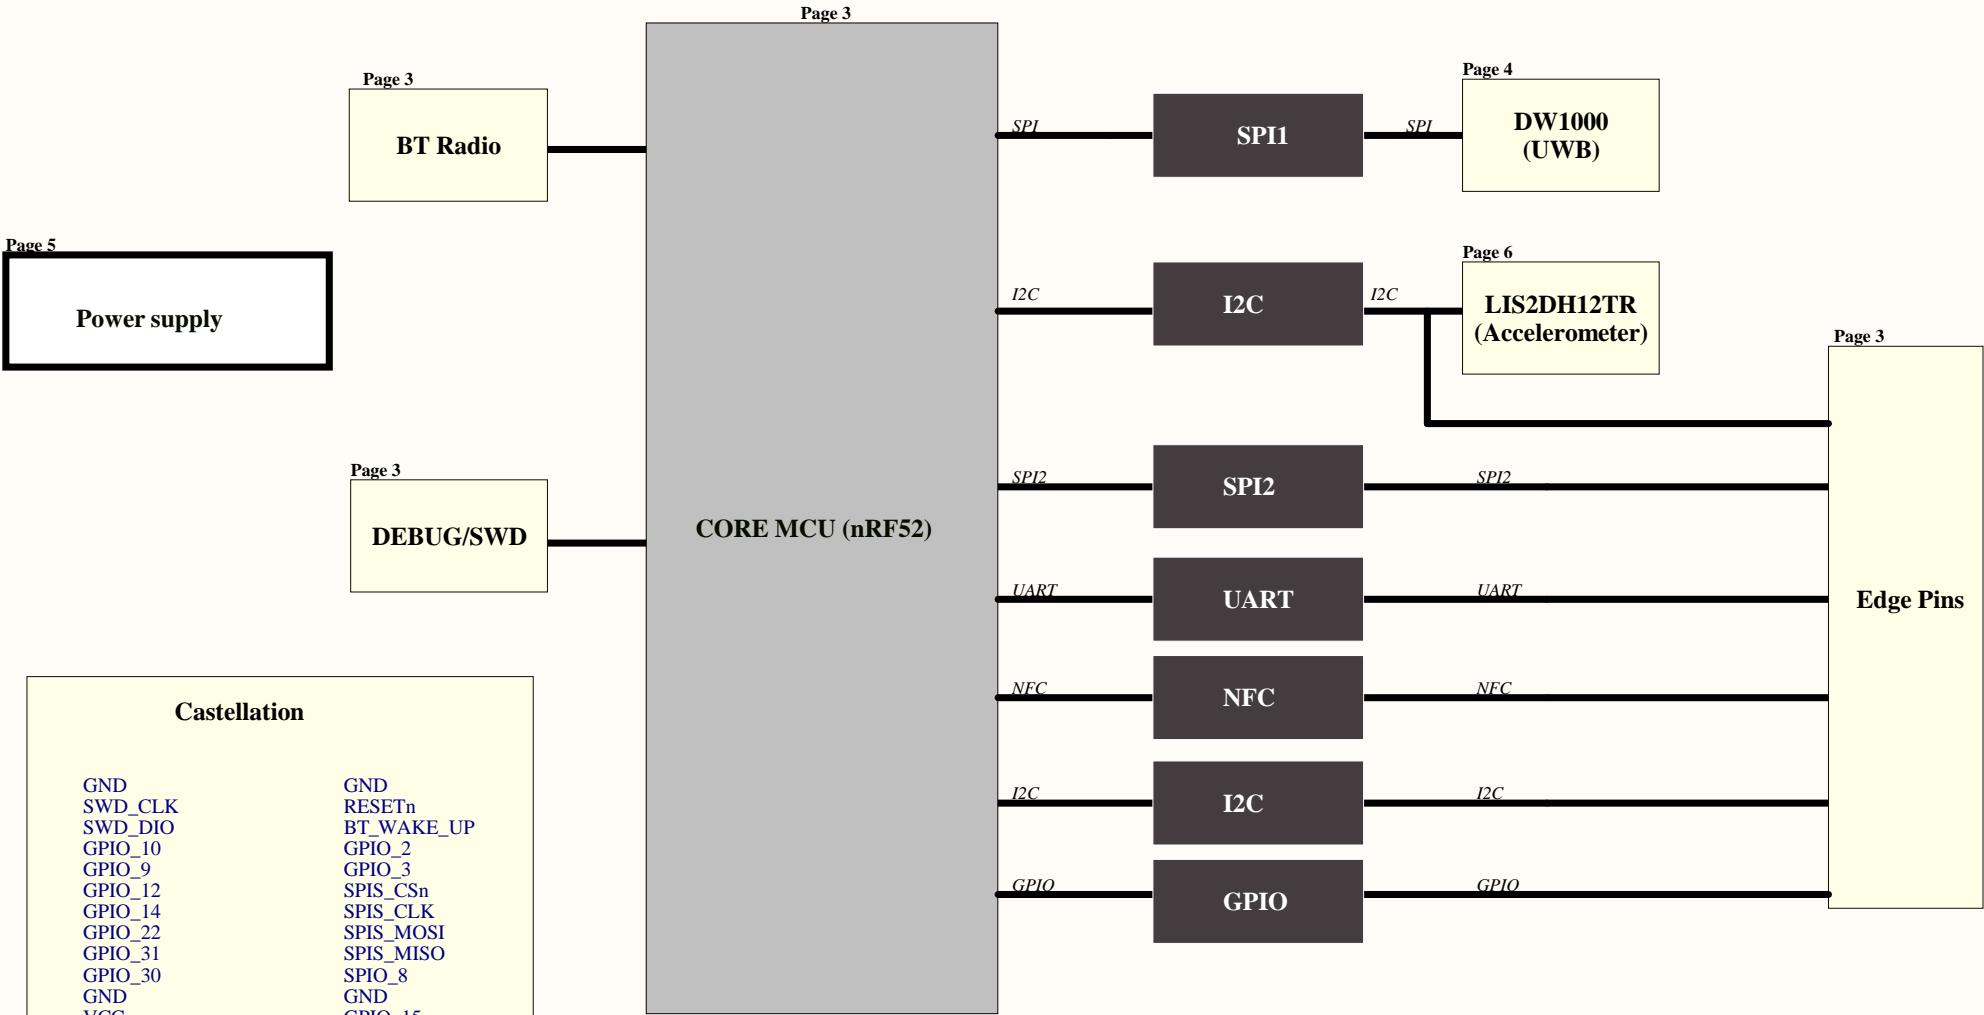 Page 3
Page 3
BT Radio
Page 5
Power supply
Page 3
DEBUG/SWD
CORE MCU (nRF52)
SPI
SPI1
SPI
Page 4
DW1000
(UWB)
I2C
I2C
I2C
Page 6
LIS2DH12TR
(Accelerometer)
SPI2
SPI2
SPI2
UART
UART
UART
NFC
NFC
NFC
I2C
I2C
I2C
GPIO
GPIO
GPIO
Page 3
Edge Pins
Castellation
GND GND
SWD_CLK RESETn
SWD_DIO BT_WAKE_UP
GPIO_10 GPIO_2
GPIO_9 GPIO_3
GPIO_12 SPIS_CSn
GPIO_14 SPIS_CLK
GPIO_22 SPIS_MOSI
GPIO_31 SPIS_MISO
GPIO_30 SPIO_8
GND GND